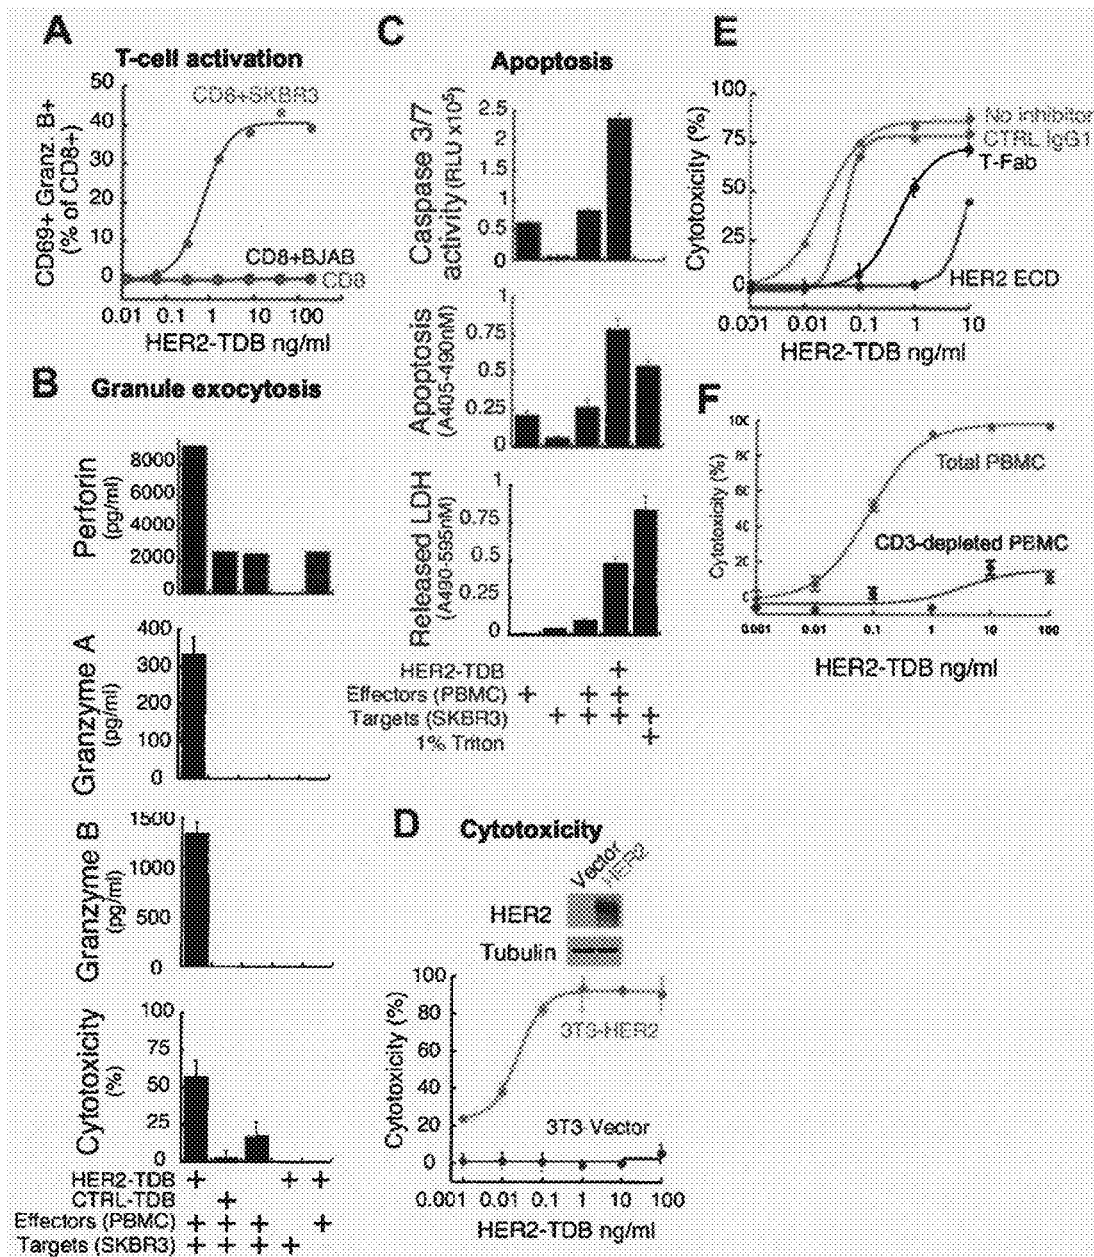 A
T-cell activation
CD69+ Granz. B+
(% of CD8+)
50
40
30
20
10
0
CD8+SKBR3
CD8+BJAB
CD8
0.01 0.1 1 10 100
HER2-TDB ng/ml
B Granule exocytosis
Perforin
(pg/ml)
8000
6000
4000
2000
0
Granzyme A
(pg/ml)
400
300
200
100
0
Granzyme B
(pg/ml)
1500
1000
500
0
Cytotoxicity
(%)
100
75
50
25
0
HER2-TDB + + +
CTRL-TDB +
Effectors (PBMC) + + + +
Targets (SKBR3) + + + +
C
Apoptosis
Caspase 3/7
activity (RLU x10⁵)
2.5
2
1.5
1
0.5
0
Apoptosis
(A405-490nM)
1
0.75
0.5
0.25
0
Released LDH
(A490-595nM)
1
0.75
0.5
0.25
0
HER2-TDB +
Effectors (PBMC) + + +
Targets (SKBR3) + + + +
1% Triton +
D Cytotoxicity
Vector
HER2
HER2
Tubulin
Cytotoxicity (%)
100
80
60
40
20
0
3T3-HER2
3T3-Vector
0.001 0.01 0.1 1 10 100
HER2-TDB ng/ml
E
Cytotoxicity (%)
100
75
50
25
0
No inhibitor
CTRL IgG1
T-Fab
HER2 ECD
0.001 0.01 0.1 1 10
HER2-TDB ng/ml
F
Cytotoxicity (%)
100
80
60
40
20
0
Total PBMC
CD3-depleted PBMC
0.001 0.01 0.1 1 10 100
HER2-TDB ng/ml